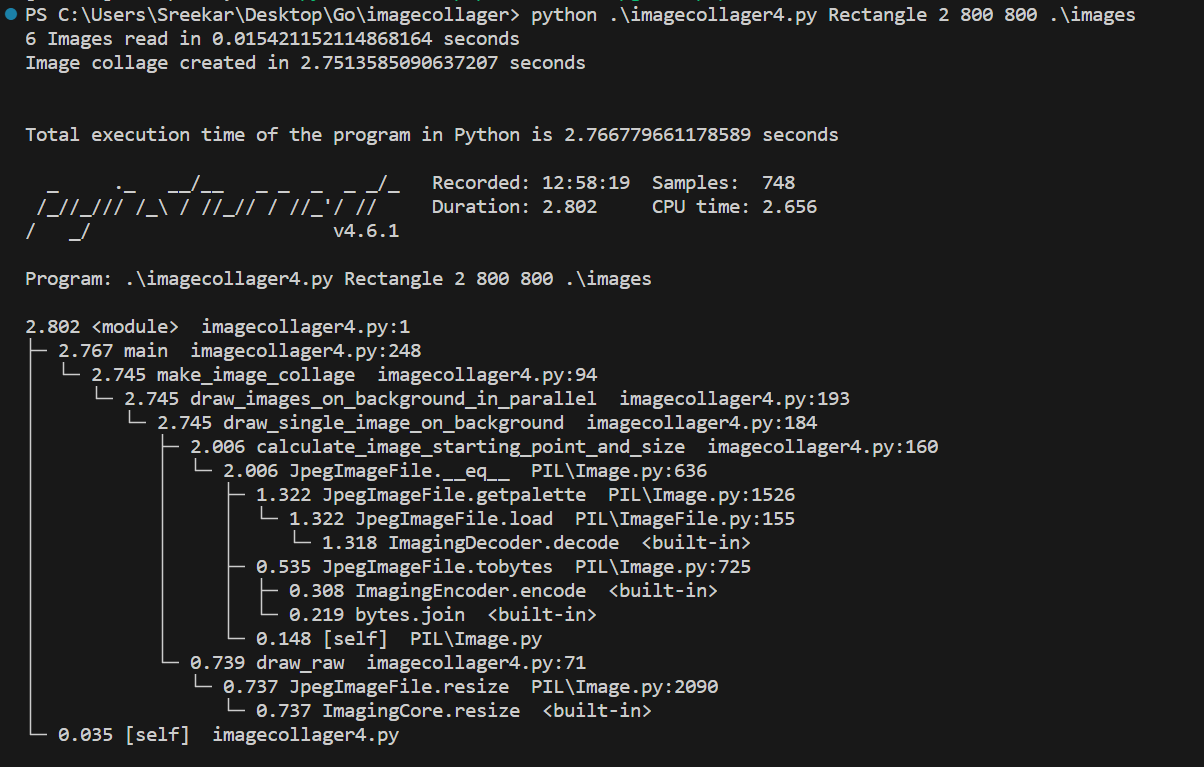 PS C:\Users\Sreekar\Desktop\Go\imagecollager> python .\imagecollager4.py Rectangle 2 800 800 .\images
6 Images read in 0.015421152114868164 seconds
Image collage created in 2.7513585090637207 seconds
Total execution time of the program in Python is 2.766779661178589 seconds
  _     ._   __/__   _ _  _  _ _/_   Recorded: 12:58:19  Samples:  748
 /_//_/// /_\ / //_// / //_'/ //     Duration: 2.802     CPU time: 2.656
/   _/                      v4.6.1
Program: .\imagecollager4.py Rectangle 2 800 800 .\images
2.802 <module>  imagecollager4.py:1
├─ 2.767 main  imagecollager4.py:248
│  └─ 2.745 make_image_collage  imagecollager4.py:94
│     └─ 2.745 draw_images_on_background_in_parallel  imagecollager4.py:193
│        └─ 2.745 draw_single_image_on_background  imagecollager4.py:184
│           ├─ 2.006 calculate_image_starting_point_and_size  imagecollager4.py:160
│           │  └─ 2.006 JpegImageFile.__eq__  PIL\Image.py:636
│           │     ├─ 1.322 JpegImageFile.getpalette  PIL\Image.py:1526
│           │     │  └─ 1.322 JpegImageFile.load  PIL\ImageFile.py:155
│           │     │     └─ 1.318 ImagingDecoder.decode  <built-in>
│           │     ├─ 0.535 JpegImageFile.tobytes  PIL\Image.py:725
│           │     │  ├─ 0.308 ImagingEncoder.encode  <built-in>
│           │     │  └─ 0.219 bytes.join  <built-in>
│           │     └─ 0.148 [self]  PIL\Image.py
│           └─ 0.739 draw_raw  imagecollager4.py:71
│              └─ 0.737 JpegImageFile.resize  PIL\Image.py:2090
│                 └─ 0.737 ImagingCore.resize  <built-in>
└─ 0.035 [self]  imagecollager4.py